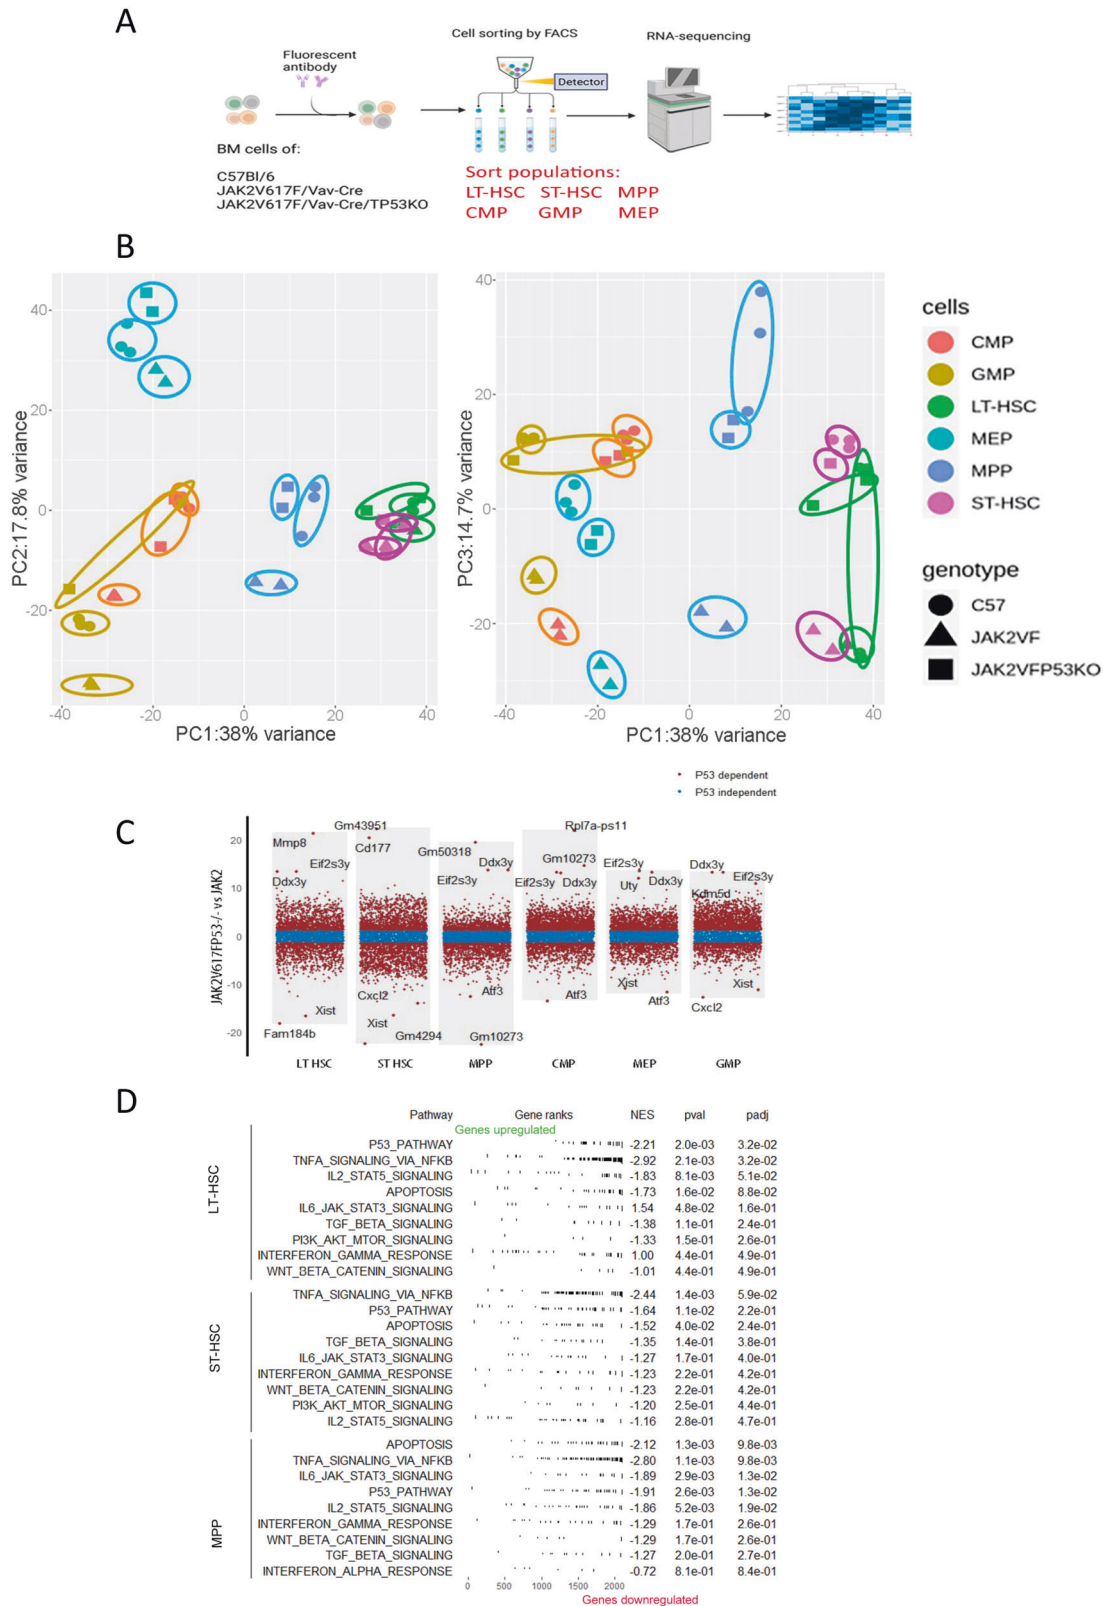 A
Fluorescent
antibody
Cell sorting by FACS
Detector
RNA-sequencing
BM cells of:
C57Bl/6
JAK2V617F/Vav-Cre
JAK2V617F/Vav-Cre/TP53KO
Sort populations:
LT-HSC ST-HSC MPP
CMP GMP MEP
B
PC2:17.8% variance
40
20
0
-20
-40 -20 0 20 40
PC1:38% variance
PC3:14.7% variance
40
20
0
-20
-40 -20 0 20 40
PC1:38% variance
cells
CMP
GMP
LT-HSC
MEP
MPP
ST-HSC
genotype
C57
JAK2VF
JAK2VFP53KO
P53 dependent
P53 independent
C
JAK2V617FP53-/- vs JAK2
20
10
0
-10
-20
Mmp8
Eif2s3y
Ddx3y
Xist
Fam184b
LT HSC
Gm43951
Cd177
Cxcl2
Xist
Gm4294
ST HSC
Gm50318
Ddx3y
Eif2s3y
Atf3
Gm10273
MPP
Rpl7a-ps11
Gm10273
Eif2s3y Ddx3y
Atf3
CMP
Eif2s3y
Uty Ddx3y
Xist
Atf3
MEP
Ddx3y
Eif2s3y
Kdm5d
Xist
Cxcl2
GMP
D
Pathway Gene ranks NES pval padj
Genes upregulated
LT-HSC
P53_PATHWAY -2.21 2.0e-03 3.2e-02
TNFA_SIGNALING_VIA_NFKB -2.92 2.1e-03 3.2e-02
IL2_STAT5_SIGNALING -1.83 8.1e-03 5.1e-02
APOPTOSIS -1.73 1.6e-02 8.8e-02
IL6_JAK_STAT3_SIGNALING 1.54 4.8e-02 1.6e-01
TGF_BETA_SIGNALING -1.38 1.1e-01 2.4e-01
PI3K_AKT_MTOR_SIGNALING -1.33 1.5e-01 2.6e-01
INTERFERON_GAMMA_RESPONSE 1.00 4.4e-01 4.9e-01
WNT_BETA_CATENIN_SIGNALING -1.01 4.4e-01 4.9e-01
ST-HSC
TNFA_SIGNALING_VIA_NFKB -2.44 1.4e-03 5.9e-02
P53_PATHWAY -1.64 1.1e-02 2.2e-01
APOPTOSIS -1.52 4.0e-02 2.4e-01
TGF_BETA_SIGNALING -1.35 1.4e-01 3.8e-01
IL6_JAK_STAT3_SIGNALING -1.27 1.7e-01 4.0e-01
INTERFERON_GAMMA_RESPONSE -1.23 2.2e-01 4.2e-01
WNT_BETA_CATENIN_SIGNALING -1.23 2.2e-01 4.2e-01
PI3K_AKT_MTOR_SIGNALING -1.20 2.5e-01 4.4e-01
IL2_STAT5_SIGNALING -1.16 2.8e-01 4.7e-01
MPP
APOPTOSIS -2.12 1.3e-03 9.8e-03
TNFA_SIGNALING_VIA_NFKB -2.80 1.1e-03 9.8e-03
IL6_JAK_STAT3_SIGNALING -1.89 2.9e-03 1.3e-02
P53_PATHWAY -1.91 2.6e-03 1.3e-02
IL2_STAT5_SIGNALING -1.86 5.2e-03 1.9e-02
INTERFERON_GAMMA_RESPONSE -1.29 1.7e-01 2.6e-01
WNT_BETA_CATENIN_SIGNALING -1.29 1.7e-01 2.6e-01
TGF_BETA_SIGNALING -1.27 2.0e-01 2.7e-01
INTERFERON_ALPHA_RESPONSE -0.72 8.1e-01 8.4e-01
0 500 1000 1500 2000
Genes downregulated